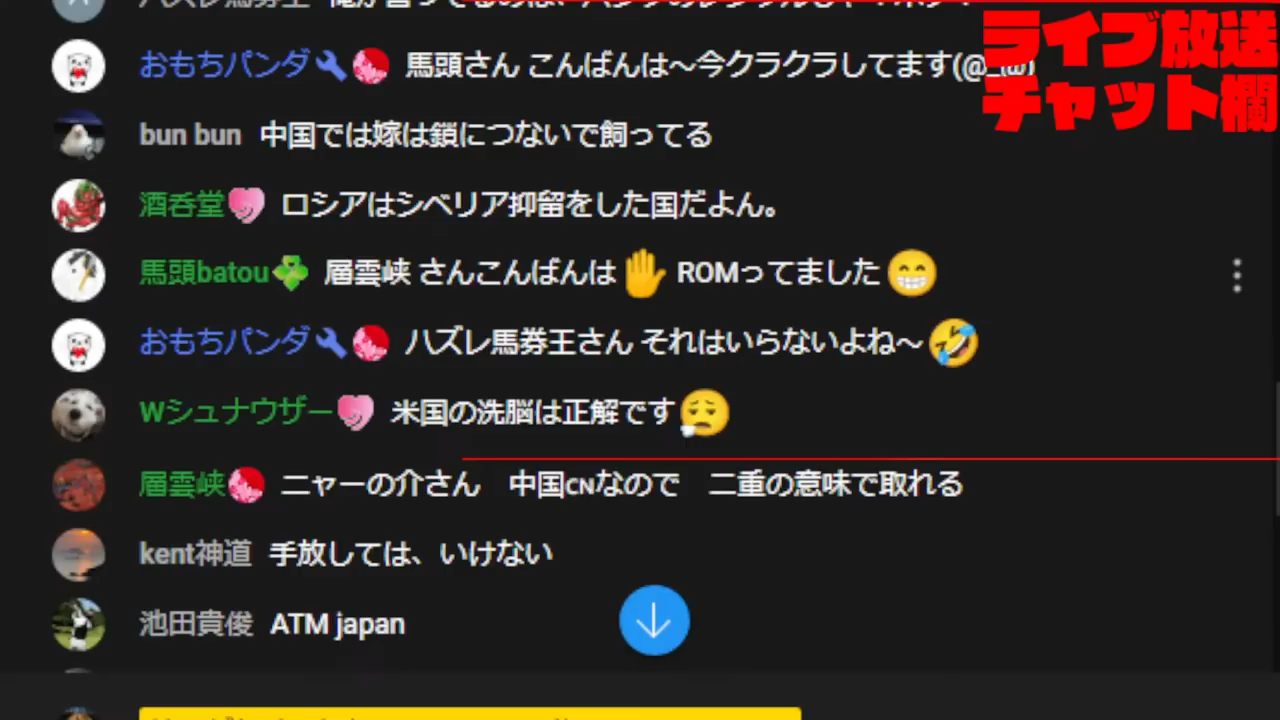 ライブ放送
チャット欄
おもちパンダ 馬頭さん こんばんは～今クラクラしてます(@_@)
bun bun 中国では嫁は鎖につないで飼ってる
酒呑堂 ロシアはシベリア抑留をした国だよん。
馬頭batou 層雲峡 さんこんばんは ROMってました
おもちパンダ ハズレ馬券王さん それはいらないよね～
Wシュナウザー 米国の洗脳は正解です
層雲峡 ニャーの介さん 中国CNなので 二重の意味で取れる
kent神道 手放しては、いけない
池田貴俊 ATM japan